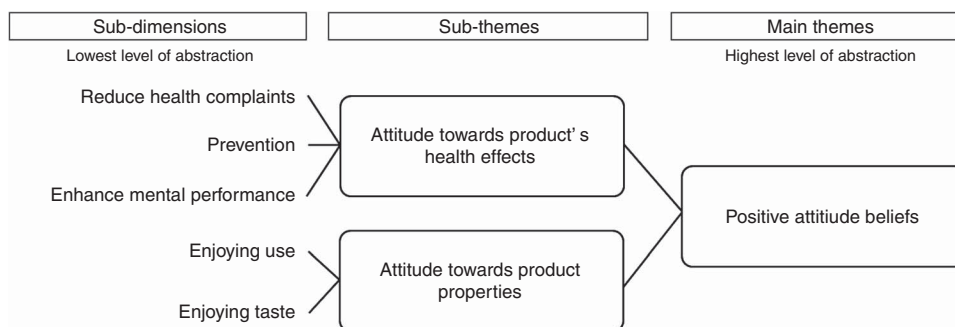 Sub-dimensions
Sub-themes
Main themes
Lowest level of abstraction
Highest level of abstraction
Reduce health complaints
Prevention
Enhance mental performance
Attitude towards product's
health effects
Positive attitiude beliefs
Enjoying use
Enjoying taste
Attitude towards product
properties